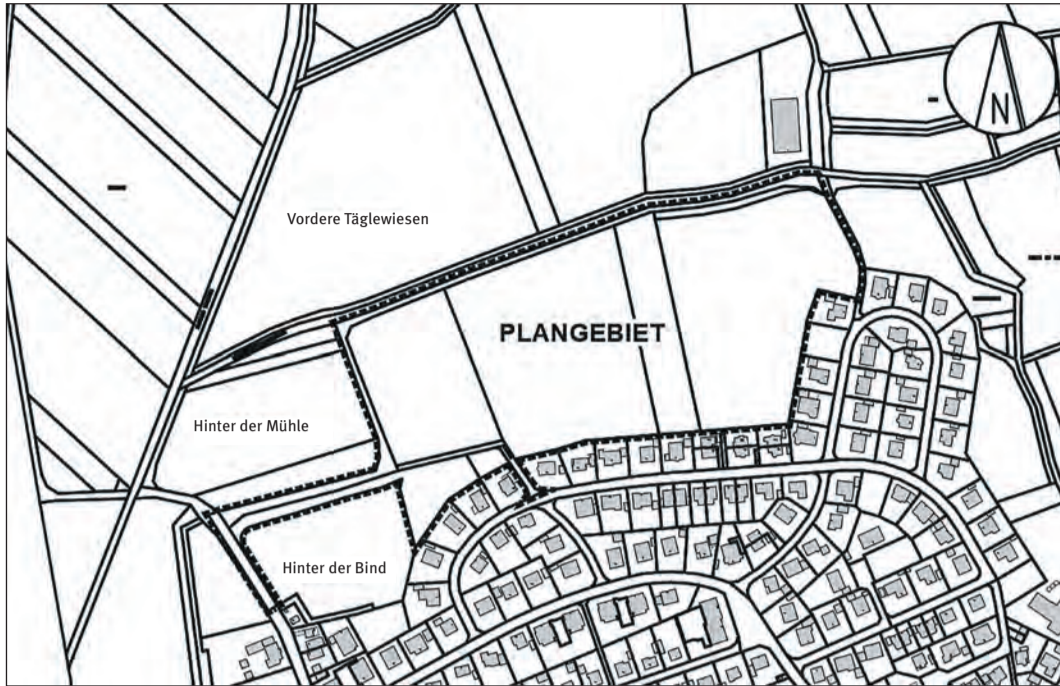 N
Vordere Täglewiesen
PLANGEBIET
Hinter der Mühle
Hinter der Bind